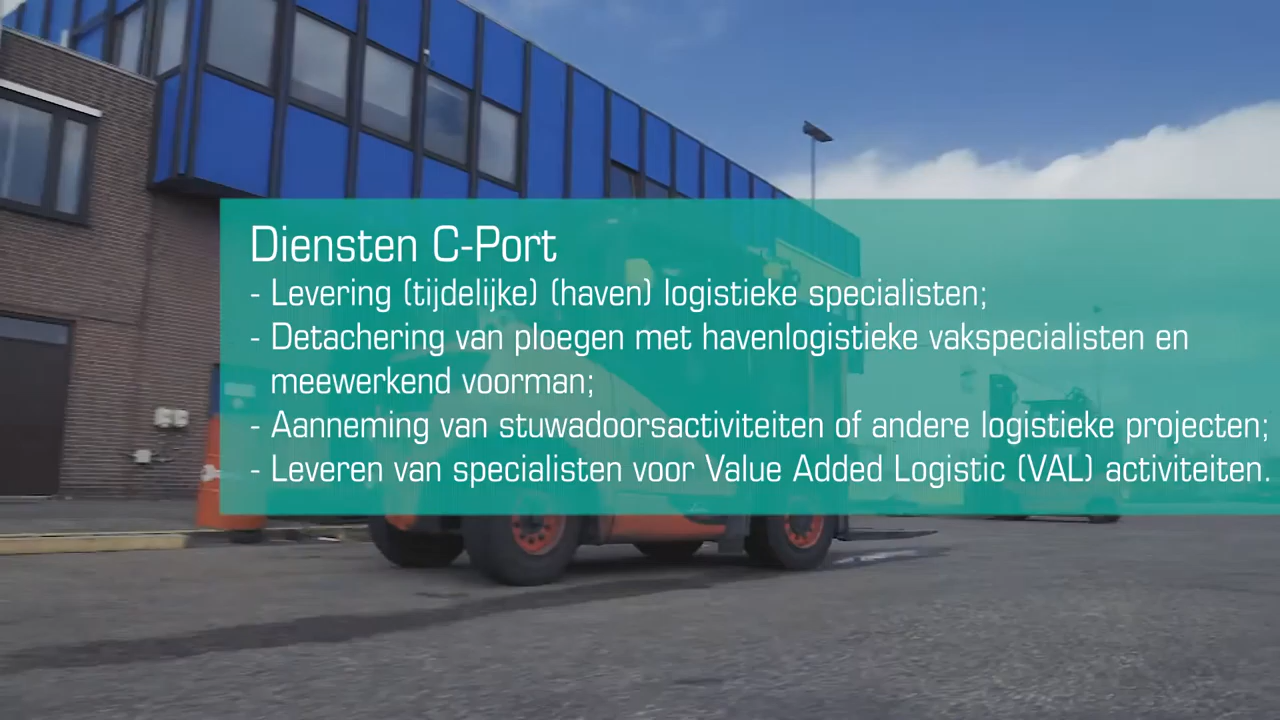 Diensten C-Port
- Levering (tijdelijke) (haven) logistieke specialisten;
- Detachering van ploegen met havenlogistieke vakspecialisten en
meewerkend voorman;
- Aanneming van stuwadoorsactiviteiten of andere logistieke projecten;
- Leveren van specialisten voor Value Added Logistic (VAL) activiteiten.